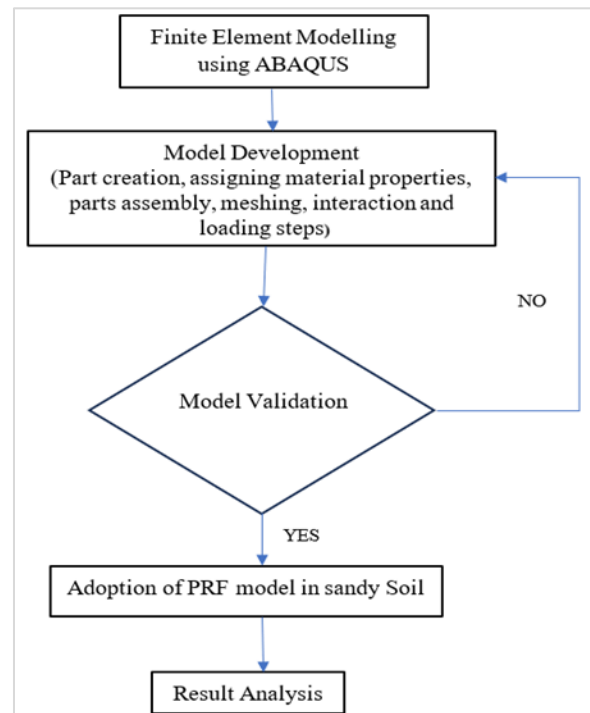 Finite Element Modelling
using ABAQUS
Model Development
(Part creation, assigning material properties,
parts assembly, meshing, interaction and
loading steps)
NO
Model Validation
YES
Adoption of PRF model in sandy Soil
Result Analysis